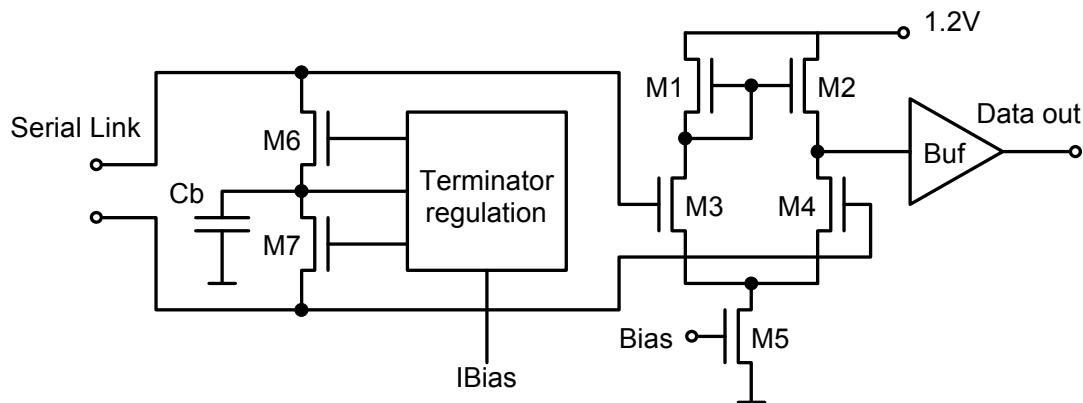 1.2V
M1
M2
Data out
Serial Link
M6
Buf
Terminator
regulation
Cb
M3
M4
M7
Bias
M5
IBias